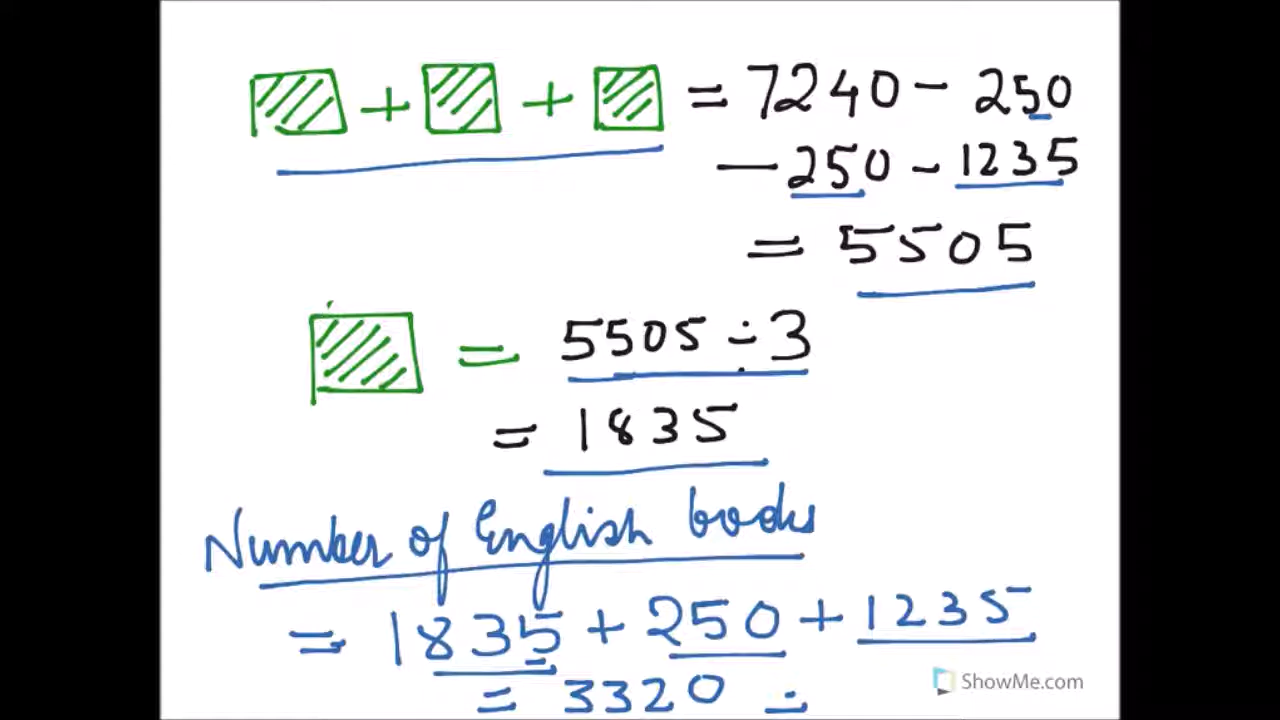 + + = 7240 - 250
- 250 - 1235
= 5505
= 5505 ÷ 3
= 1835
Number of English books
= 1835 + 250 + 1235
= 3320
ShowMe.com